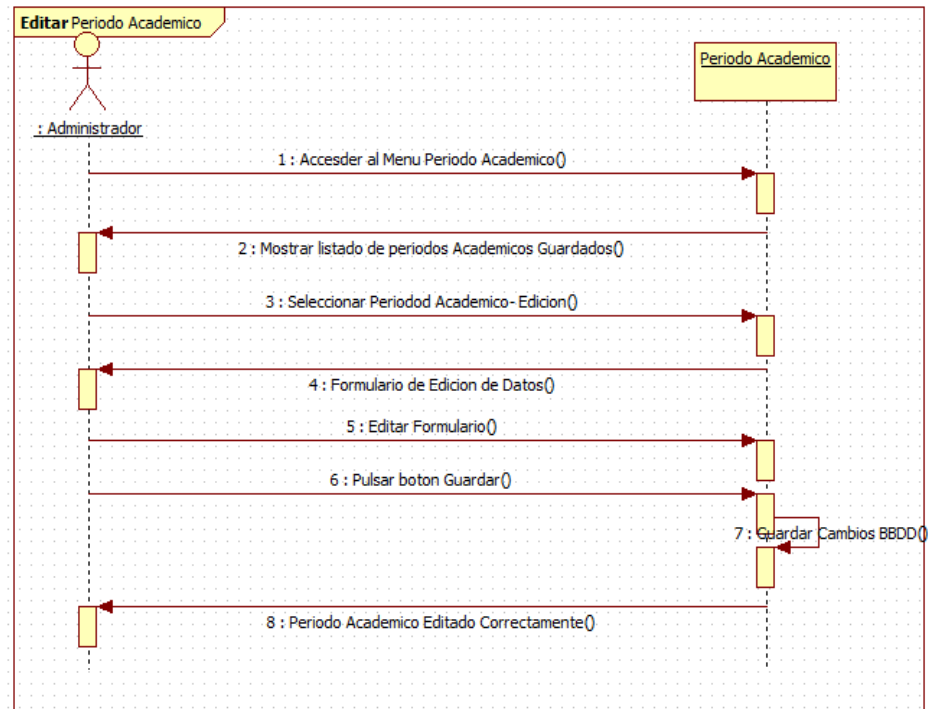 Editar Periodo Academico
Periodo Academico
: Administrador
1 : Accesder al Menu Periodo Academico()
2 : Mostrar listado de periodos Academicos Guardados()
3 : Seleccionar Periodod Academico- Edicion()
4 : Formulario de Edicion de Datos()
5 : Editar Formulario()
6 : Pulsar boton Guardar()
7 : Guardar Cambios BBDD()
8 : Periodo Academico Editado Correctamente()